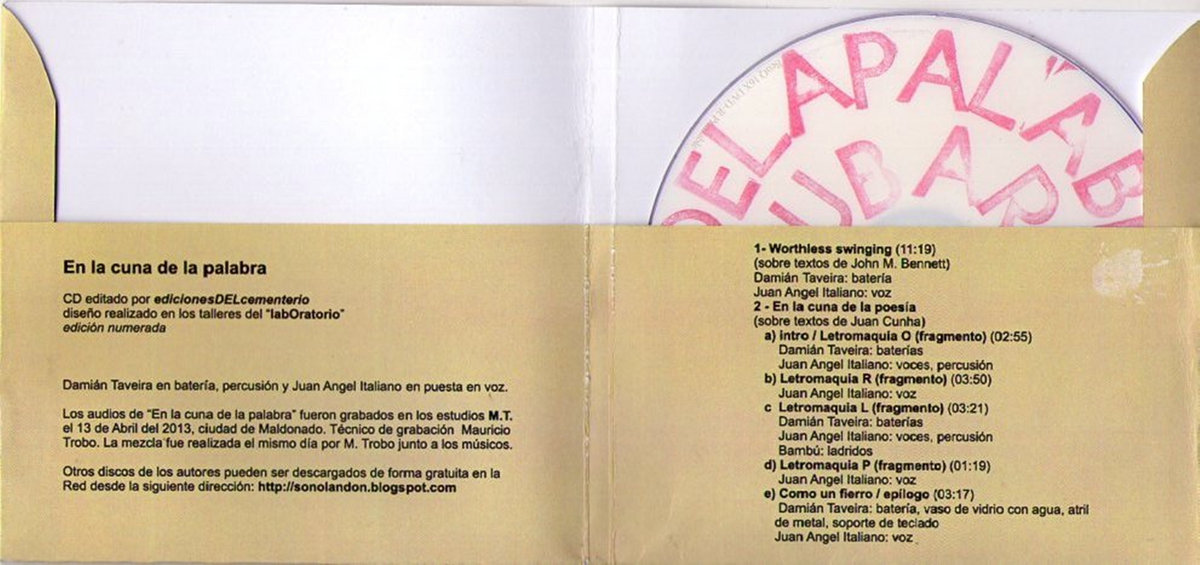 DELAPALAB
UBAR
En la cuna de la palabra
CD editado por edicionesDELcementerio
diseño realizado en los talleres del "labOratorio"
edición numerada
Damián Taveira en batería, percusión y Juan Angel Italiano en puesta en voz.
Los audios de "En la cuna de la palabra" fueron grabados en los estudios M.T.
el 13 de Abril del 2013, ciudad de Maldonado. Técnico de grabación Mauricio
Trobo. La mezcla fue realizada el mismo día por M. Trobo junto a los músicos.
Otros discos de los autores pueden ser descargados de forma gratuita en la
Red desde la siguiente dirección: http://sonolandon.blogspot.com
1- Worthless swinging (11:19)
(sobre textos de John M. Bennett)
Damián Taveira: batería
Juan Angel Italiano: voz
2 - En la cuna de la poesía
(sobre textos de Juan Cunha)
a) intro / Letromaquia O (fragmento) (02:55)
Damián Taveira: baterías
Juan Angel Italiano: voces, percusión
b) Letromaquia R (fragmento) (03:50)
Juan Angel Italiano: voz
c Letromaquia L (fragmento) (03:21)
Damián Taveira: baterías
Juan Angel Italiano: voces, percusión
Bambú: ladridos
d) Letromaquia P (fragmento) (01:19)
Juan Angel Italiano: voz
e) Como un fierro / epílogo (03:17)
Damián Taveira: batería, vaso de vidrio con agua, atril
de metal, soporte de teclado
Juan Angel Italiano: voz